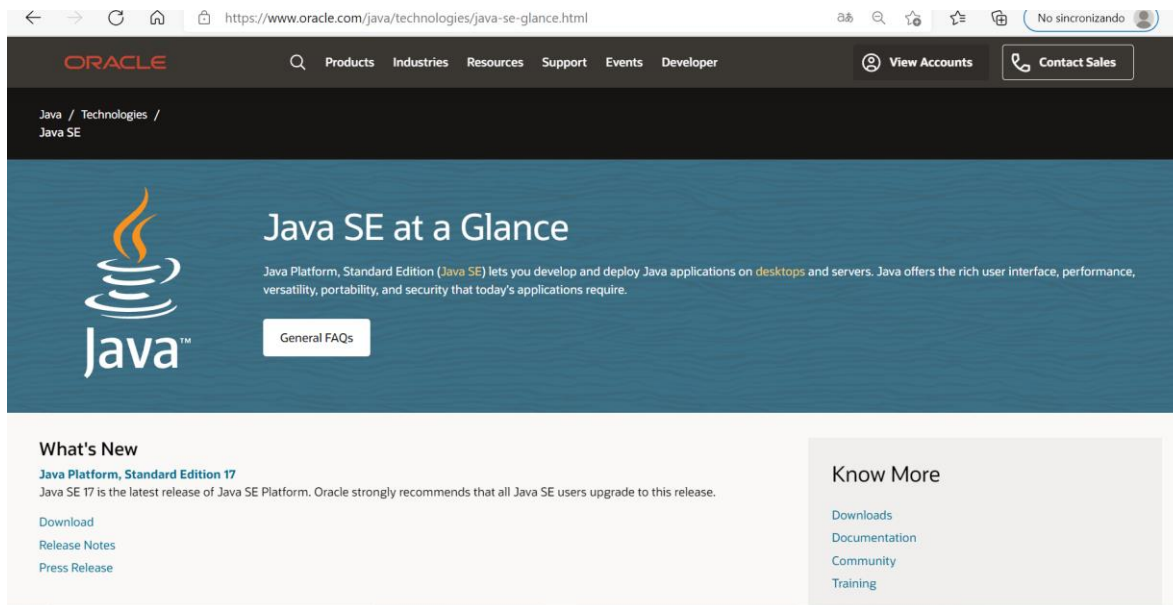 https://www.oracle.com/java/technologies/java-se-glance.html
aあ
No sincronizando
ORACLE
Products Industries Resources Support Events Developer
View Accounts
Contact Sales
Java / Technologies /
Java SE
Java™
Java SE at a Glance
Java Platform, Standard Edition (Java SE) lets you develop and deploy Java applications on desktops and servers. Java offers the rich user interface, performance,
versatility, portability, and security that today's applications require.
General FAQs
What's New
Java Platform, Standard Edition 17
Java SE 17 is the latest release of Java SE Platform. Oracle strongly recommends that all Java SE users upgrade to this release.
Download
Release Notes
Press Release
Know More
Downloads
Documentation
Community
Training